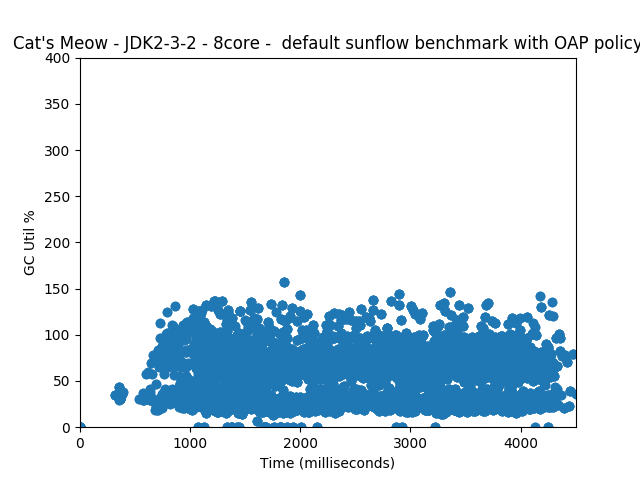 Cat's Meow - JDK2-3-2 - 8core -  default sunflow benchmark with OAP policy
400
350
300
250
200
150
100
50
0
GC Util %
0 1000 2000 3000 4000
Time (milliseconds)